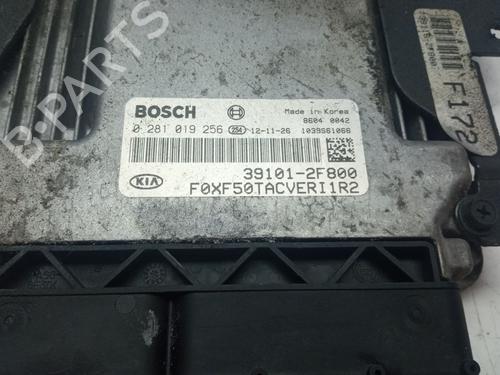 BOSCH
Made in Korea
8604 0042
0 281 019 256 234 12-11-26 1039S61066
KIA
39101-2F800
F0XF50TACVERI1R2
F172